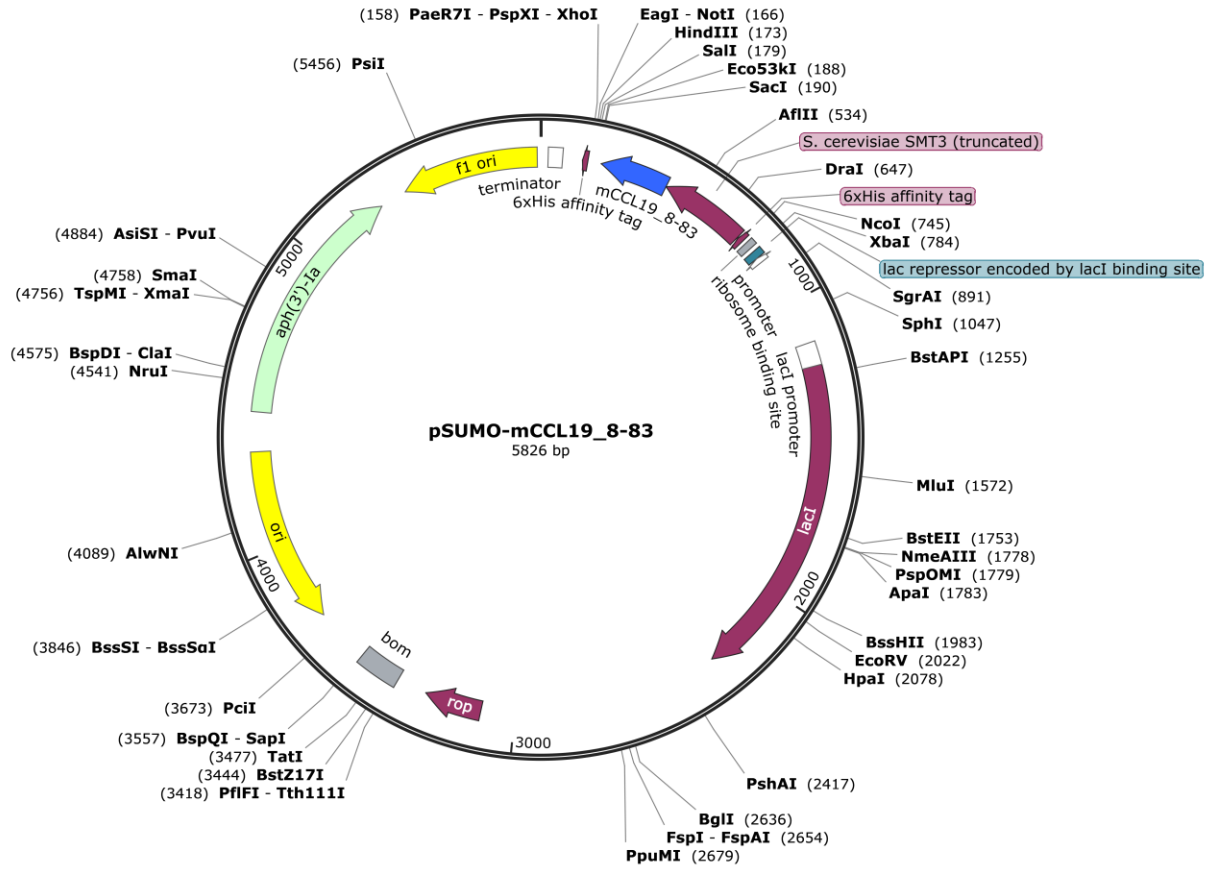 (158) PaeR7I - PspXI - XhoI
EagI - NotI (166)
HindIII (173)
SalI (179)
Eco53kI (188)
SacI (190)
(5456) PsiI
AflII (534)
S. cerevisiae SMT3 (truncated)
DraI (647)
6xHis affinity tag
NcoI (745)
XbaI (784)
lac repressor encoded by lacI binding site
SgrAI (891)
SphI (1047)
BstAPI (1255)
MluI (1572)
BstEII (1753)
NmeAIII (1778)
PspOMI (1779)
ApaI (1783)
BssHII (1983)
EcoRV (2022)
HpaI (2078)
PshAI (2417)
BglI (2636)
FspI - FspAI (2654)
PpuMI (2679)
(3418) PflFI - Tth111I
(3444) BstZ17I
(3477) TatI
(3557) BspQI - SapI
(3673) PciI
(3846) BssSI - BssSαI
(4089) AlwNI
(4541) NruI
(4575) BspDI - ClaI
(4756) TspMI - XmaI
(4758) SmaI
(4884) AsiSI - PvuI
f1 ori
terminator
6xHis affinity tag
mCCL19_8-83
promoter
ribosome binding site
lacI promoter
lacI
rop
bom
ori
aph(3')-Ia
1000
2000
3000
4000
5000
pSUMO-mCCL19_8-83
5826 bp